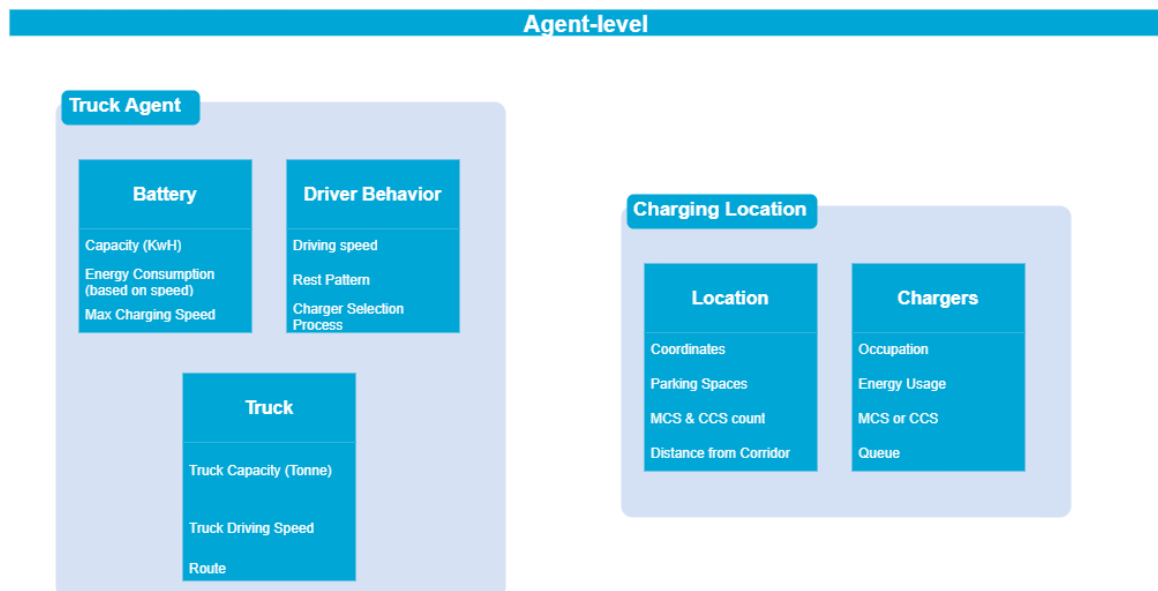 Agent-level
Truck Agent
Battery
Capacity (KwH)
Energy Consumption
(based on speed)
Max Charging Speed
Driver Behavior
Driving speed
Rest Pattern
Charger Selection
Process
Truck
Truck Capacity (Tonne)
Truck Driving Speed
Route
Charging Location
Location
Coordinates
Parking Spaces
MCS & CCS count
Distance from Corridor
Chargers
Occupation
Energy Usage
MCS or CCS
Queue